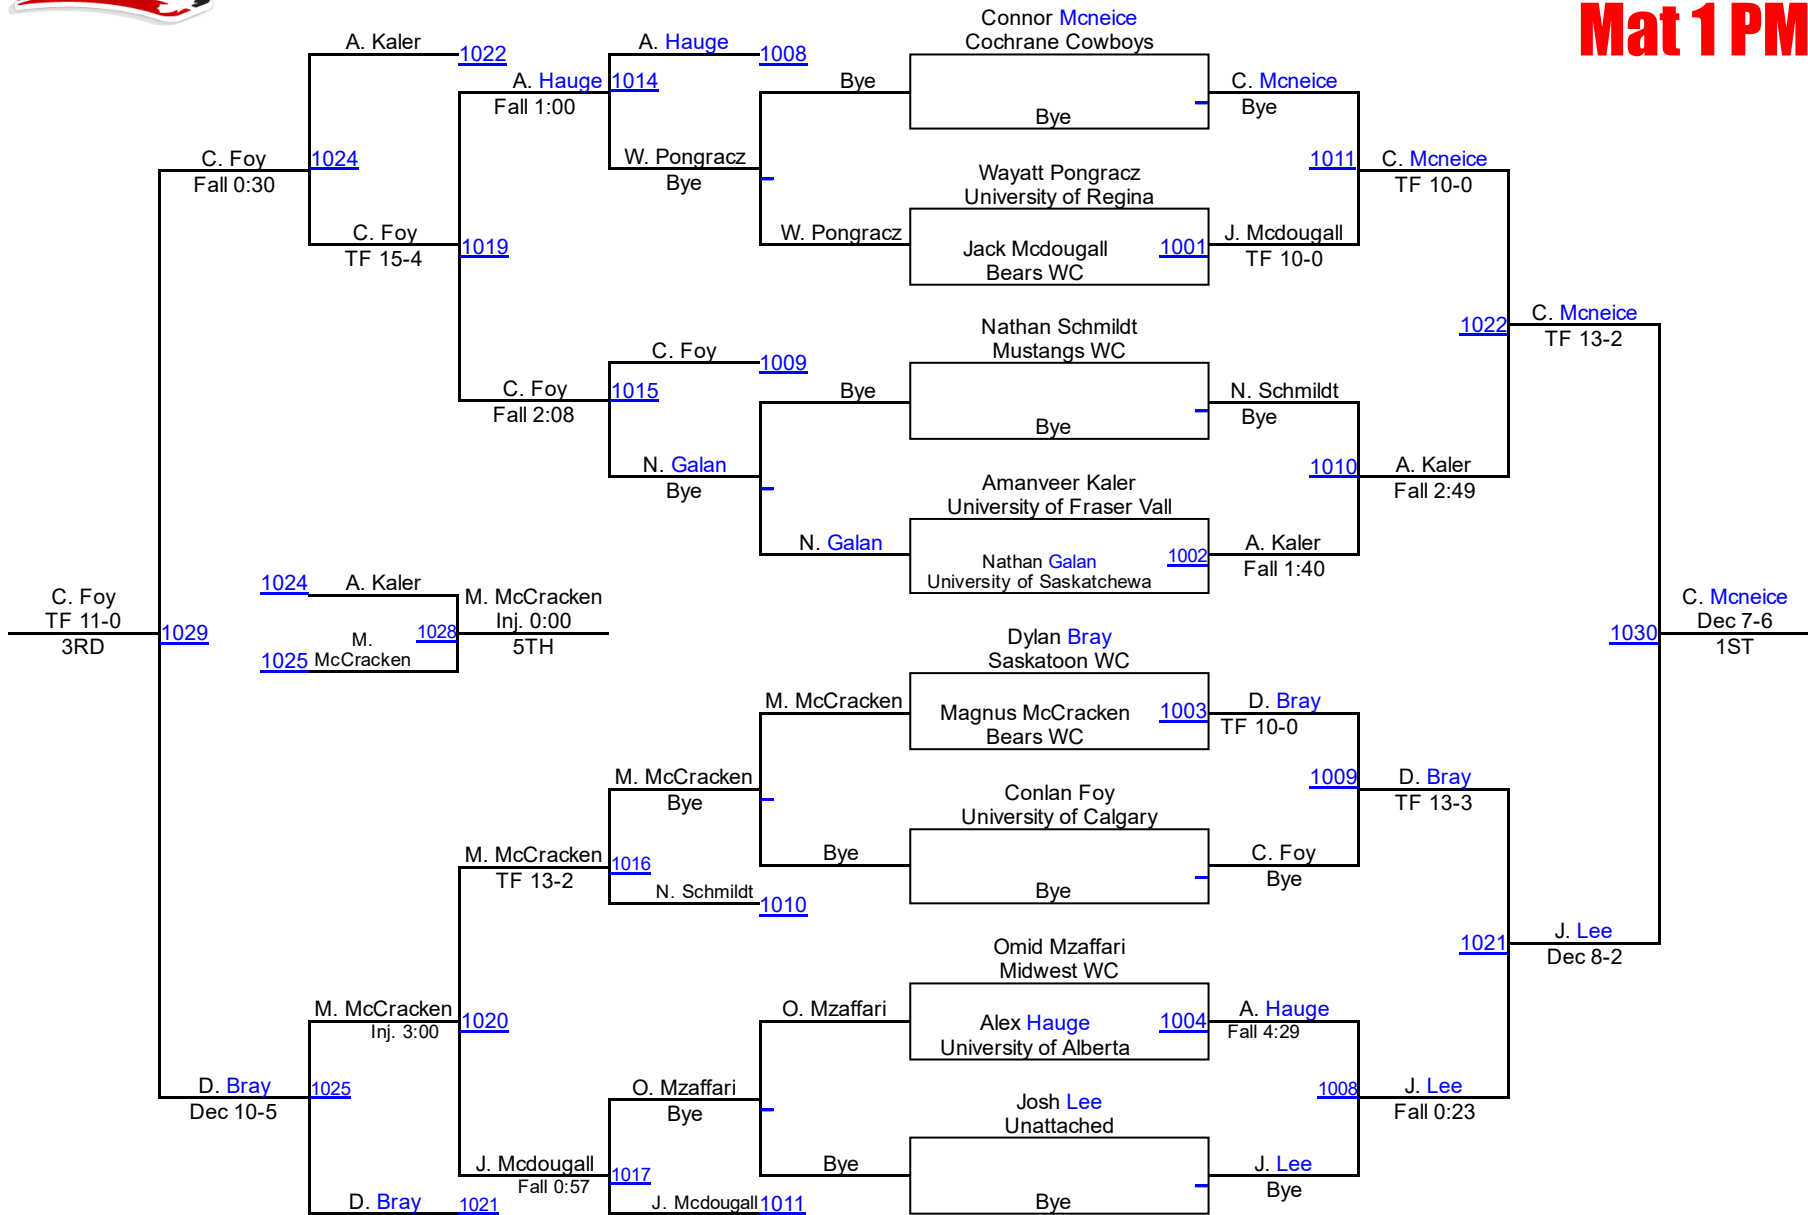 Mat 1 PM
Connor Mcneice
Cochrane Cowboys
A. Kaler
1022
A. Hauge
1008
A. Hauge
1014
Fall 1:00
Bye
Bye
C. Mcneice
Bye
C. Foy
1024
Fall 0:30
W. Pongracz
Bye
Wayatt Pongracz
University of Regina
1011
C. Mcneice
TF 10-0
C. Foy
TF 15-4
1019
W. Pongracz
Jack Mcdougall
Bears WC
1001
J. Mcdougall
TF 10-0
Nathan Schmildt
Mustangs WC
1022
C. Mcneice
TF 13-2
C. Foy
1009
C. Foy
1015
Fall 2:08
Bye
Bye
N. Schmildt
Bye
N. Galan
Bye
Amanveer Kaler
University of Fraser Vall
1010
A. Kaler
Fall 2:49
N. Galan
Nathan Galan
University of Saskatchewa
1002
A. Kaler
Fall 1:40
C. Foy
TF 11-0
3RD
1029
1024
A. Kaler
M.
McCracken
1025
1028
M. McCracken
Inj. 0:00
5TH
Dylan Bray
Saskatoon WC
1030
C. Mcneice
Dec 7-6
1ST
M. McCracken
Magnus McCracken
Bears WC
1003
D. Bray
TF 10-0
M. McCracken
Bye
Conlan Foy
University of Calgary
1009
D. Bray
TF 13-3
M. McCracken
TF 13-2
1016
N. Schmildt
1010
Bye
Bye
C. Foy
Bye
Omid Mzaffari
Midwest WC
1021
J. Lee
Dec 8-2
M. McCracken
Inj. 3:00
1020
O. Mzaffari
Alex Hauge
University of Alberta
1004
A. Hauge
Fall 4:29
D. Bray
Dec 10-5
1025
O. Mzaffari
Bye
Josh Lee
Unattached
1008
J. Lee
Fall 0:23
J. Mcdougall
Fall 0:57
1017
Bye
Bye
J. Lee
Bye
D. Bray
1021
J. Mcdougall
1011